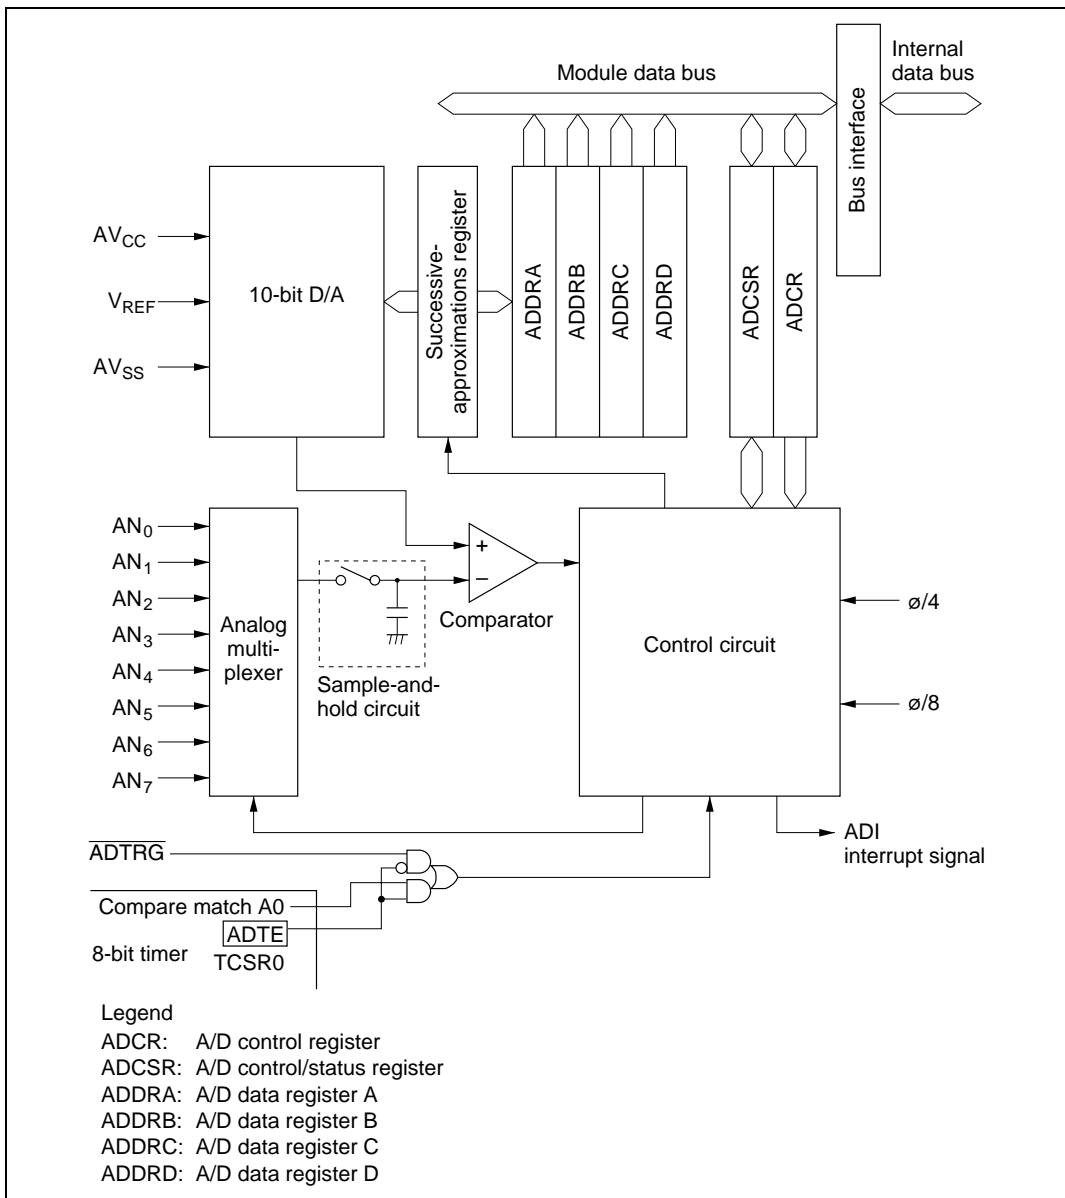 Module data bus
Internal
data bus
Bus interface
AVCC
VREF
AVSS
10-bit D/A
Successive-
approximations register
ADDRA
ADDRB
ADDRC
ADDRD
ADCSR
ADCR
AN0
AN1
AN2
AN3
AN4
AN5
AN6
AN7
Analog
multi-
plexer
Sample-and-
hold circuit
+
−
Comparator
Control circuit
ø/4
ø/8
ADI
interrupt signal
ADTRG
Compare match A0
ADTE
8-bit timer
TCSR0
Legend
ADCR: A/D control register
ADCSR: A/D control/status register
ADDRA: A/D data register A
ADDRB: A/D data register B
ADDRC: A/D data register C
ADDRD: A/D data register D